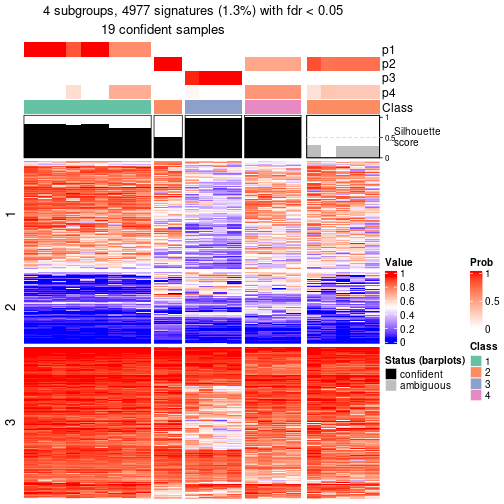 4 subgroups, 4977 signatures (1.3%) with fdr < 0.05
19 confident samples
p1
p2
p3
p4
Class
1
0.5
0
Silhouette
score
1
2
3
Value
1
0.8
0.6
0.4
0.2
0
Prob
1
0.5
0
Status (barplots)
confident
ambiguous
Class
1
2
3
4